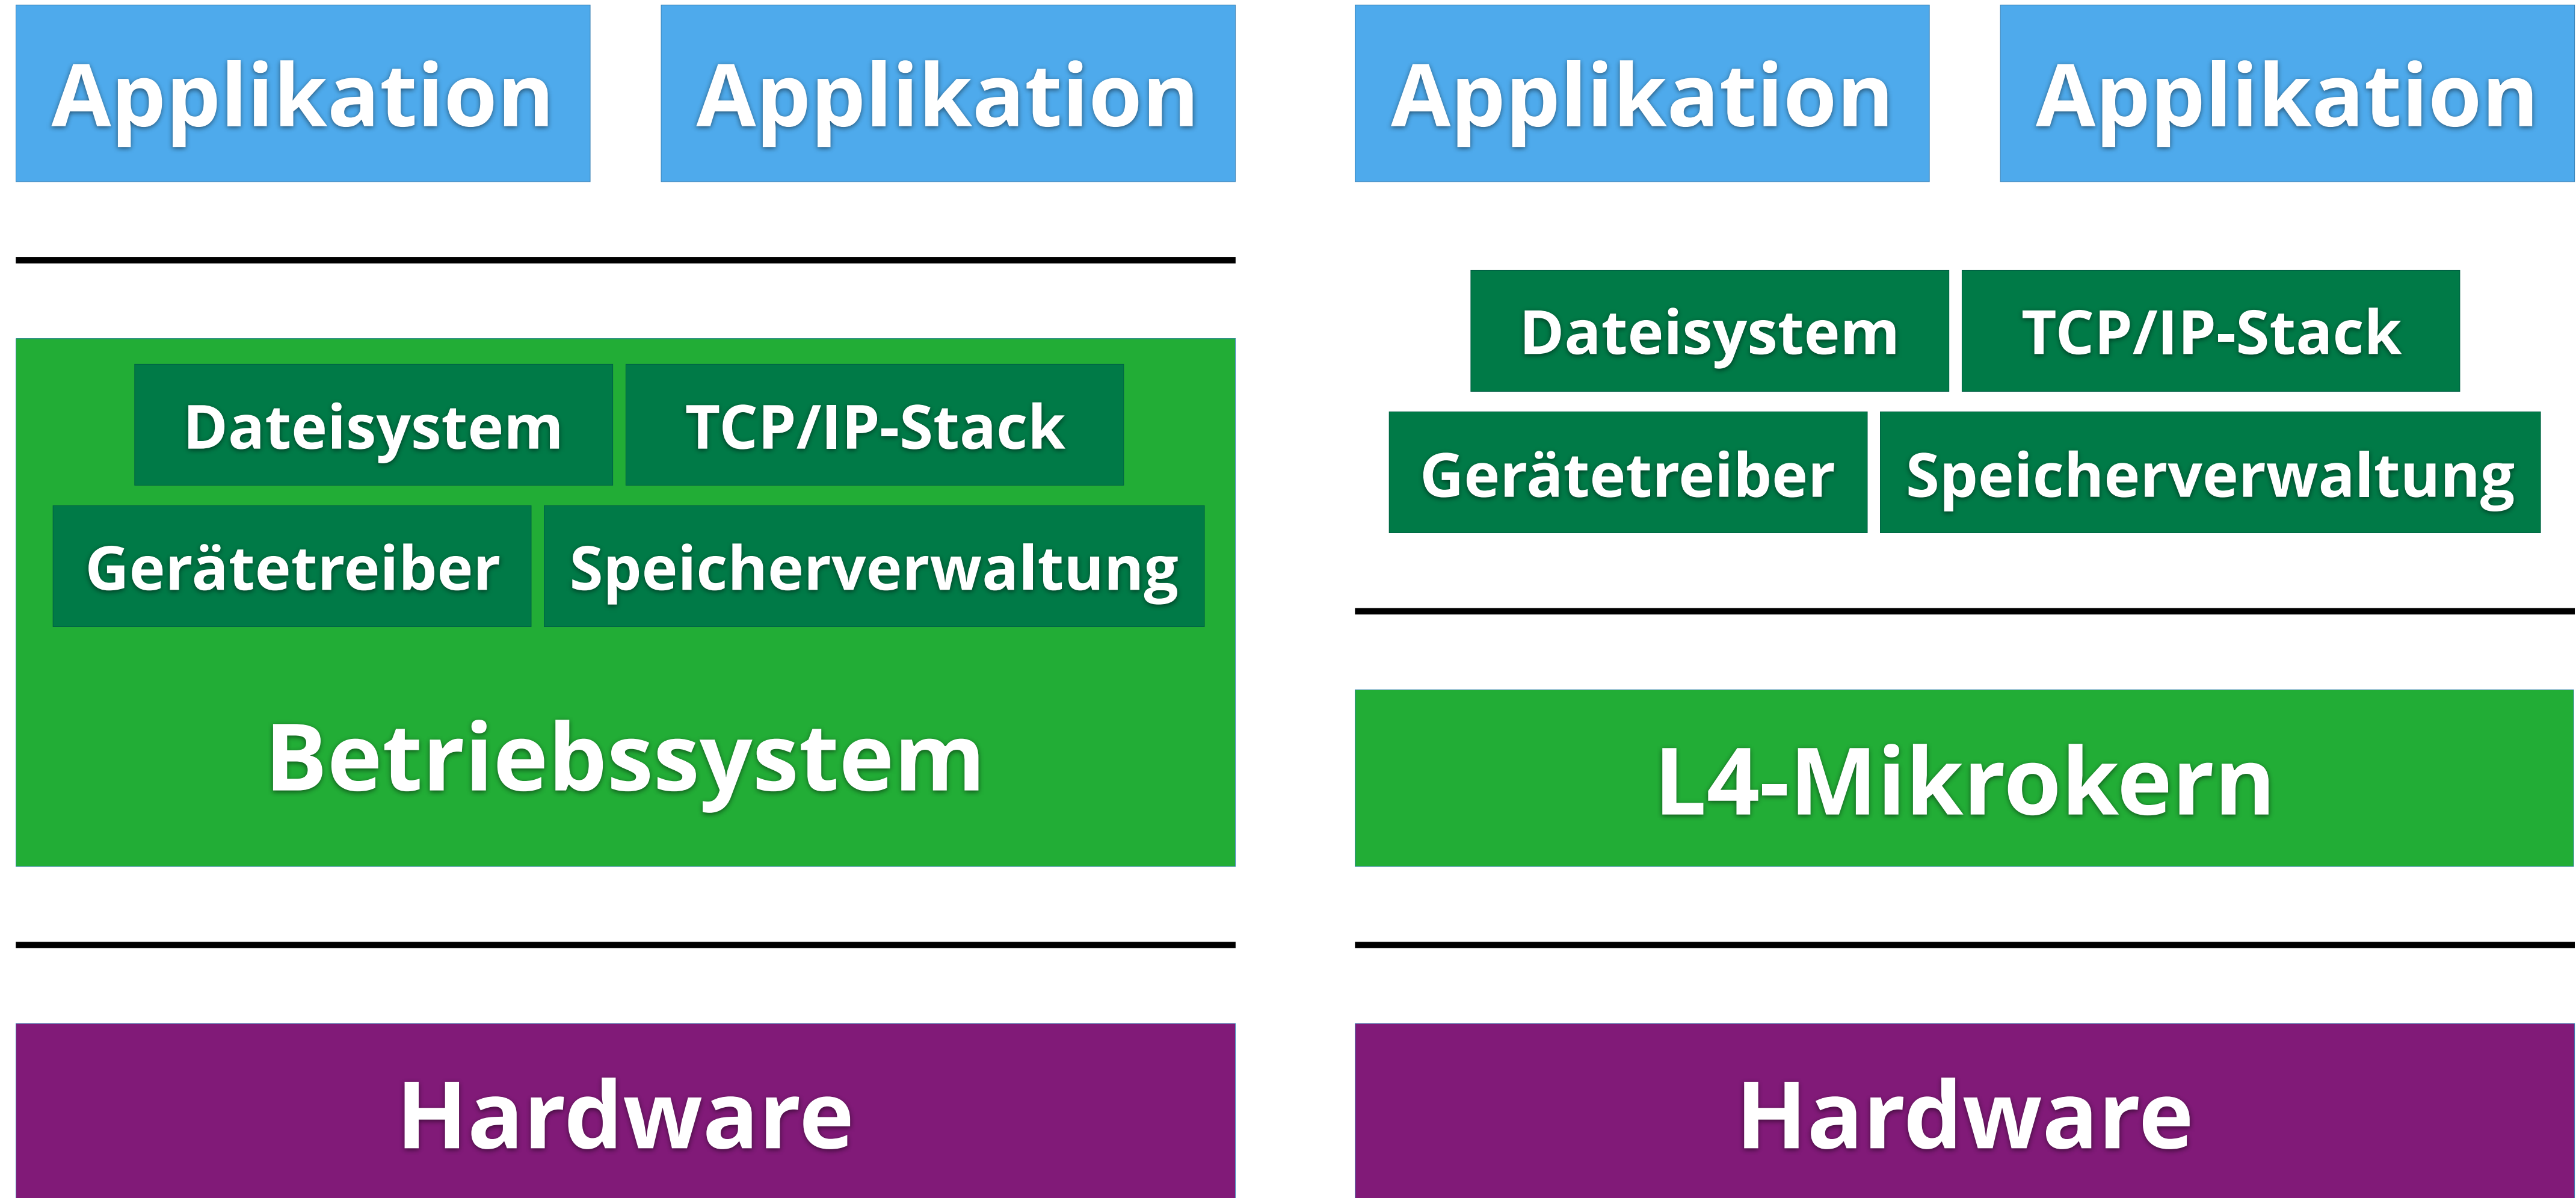 Applikation
Applikation
Dateisystem
TCP/IP-Stack
Gerätetreiber
Speicherverwaltung
Betriebssystem
Hardware
Applikation
Applikation
Dateisystem
TCP/IP-Stack
Gerätetreiber
Speicherverwaltung
L4-Mikrokern
Hardware